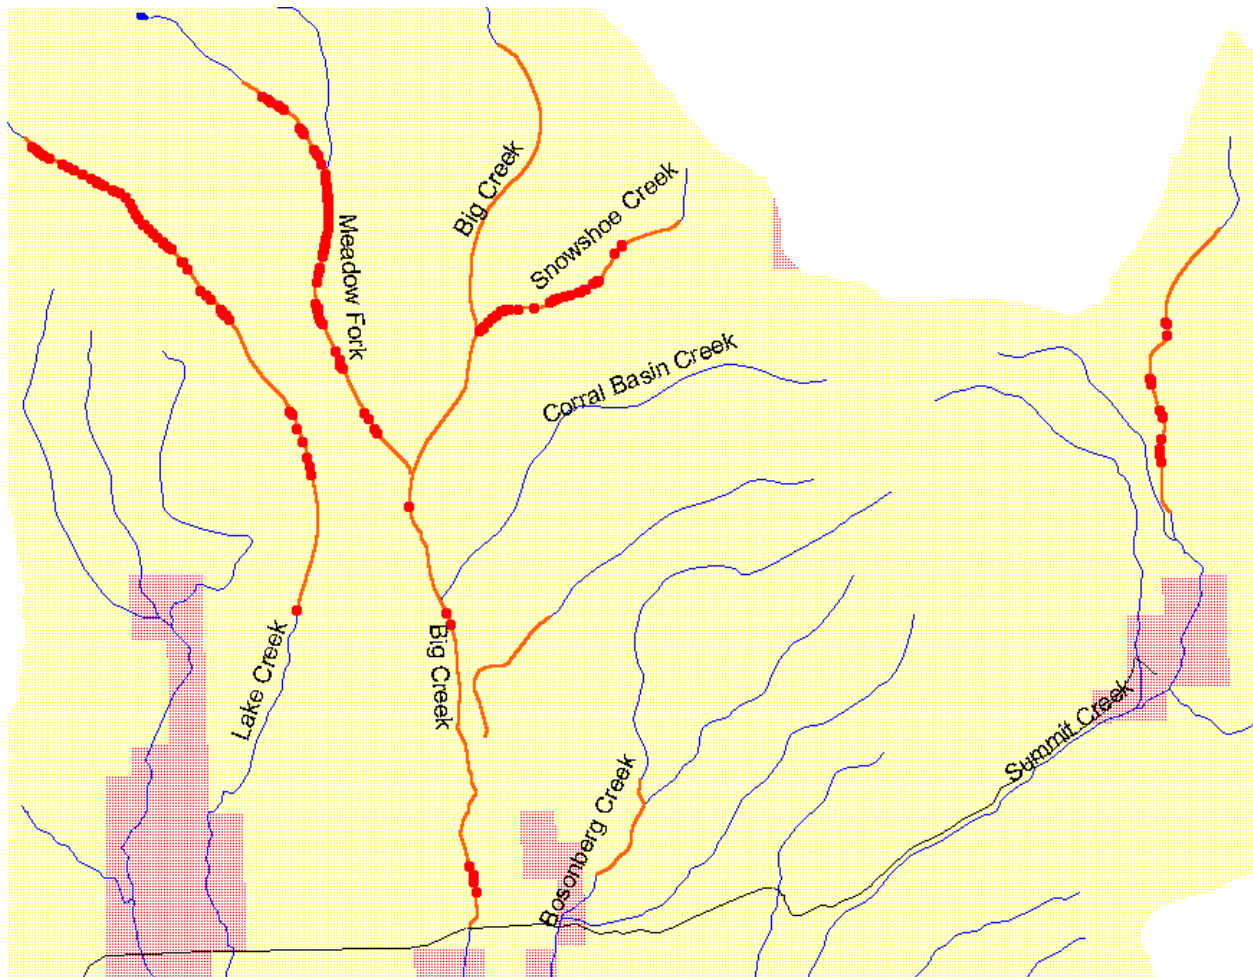 Big Creek
Snowshoe Creek
Meadow Fork
Corral Basin Creek
Lake Creek
Big Creek
Summit Creek
Bosonberg Creek